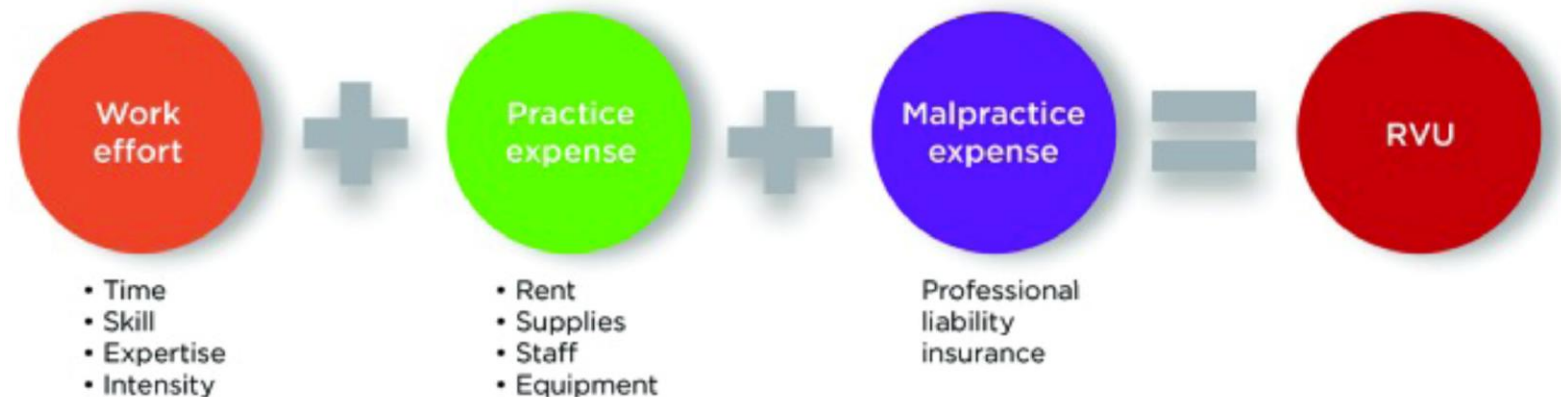 Work
effort
Practice
expense
Malpractice
expense
RVU
• Time
• Skill
• Expertise
• Intensity
• Rent
• Supplies
• Staff
• Equipment
Professional
liability
insurance